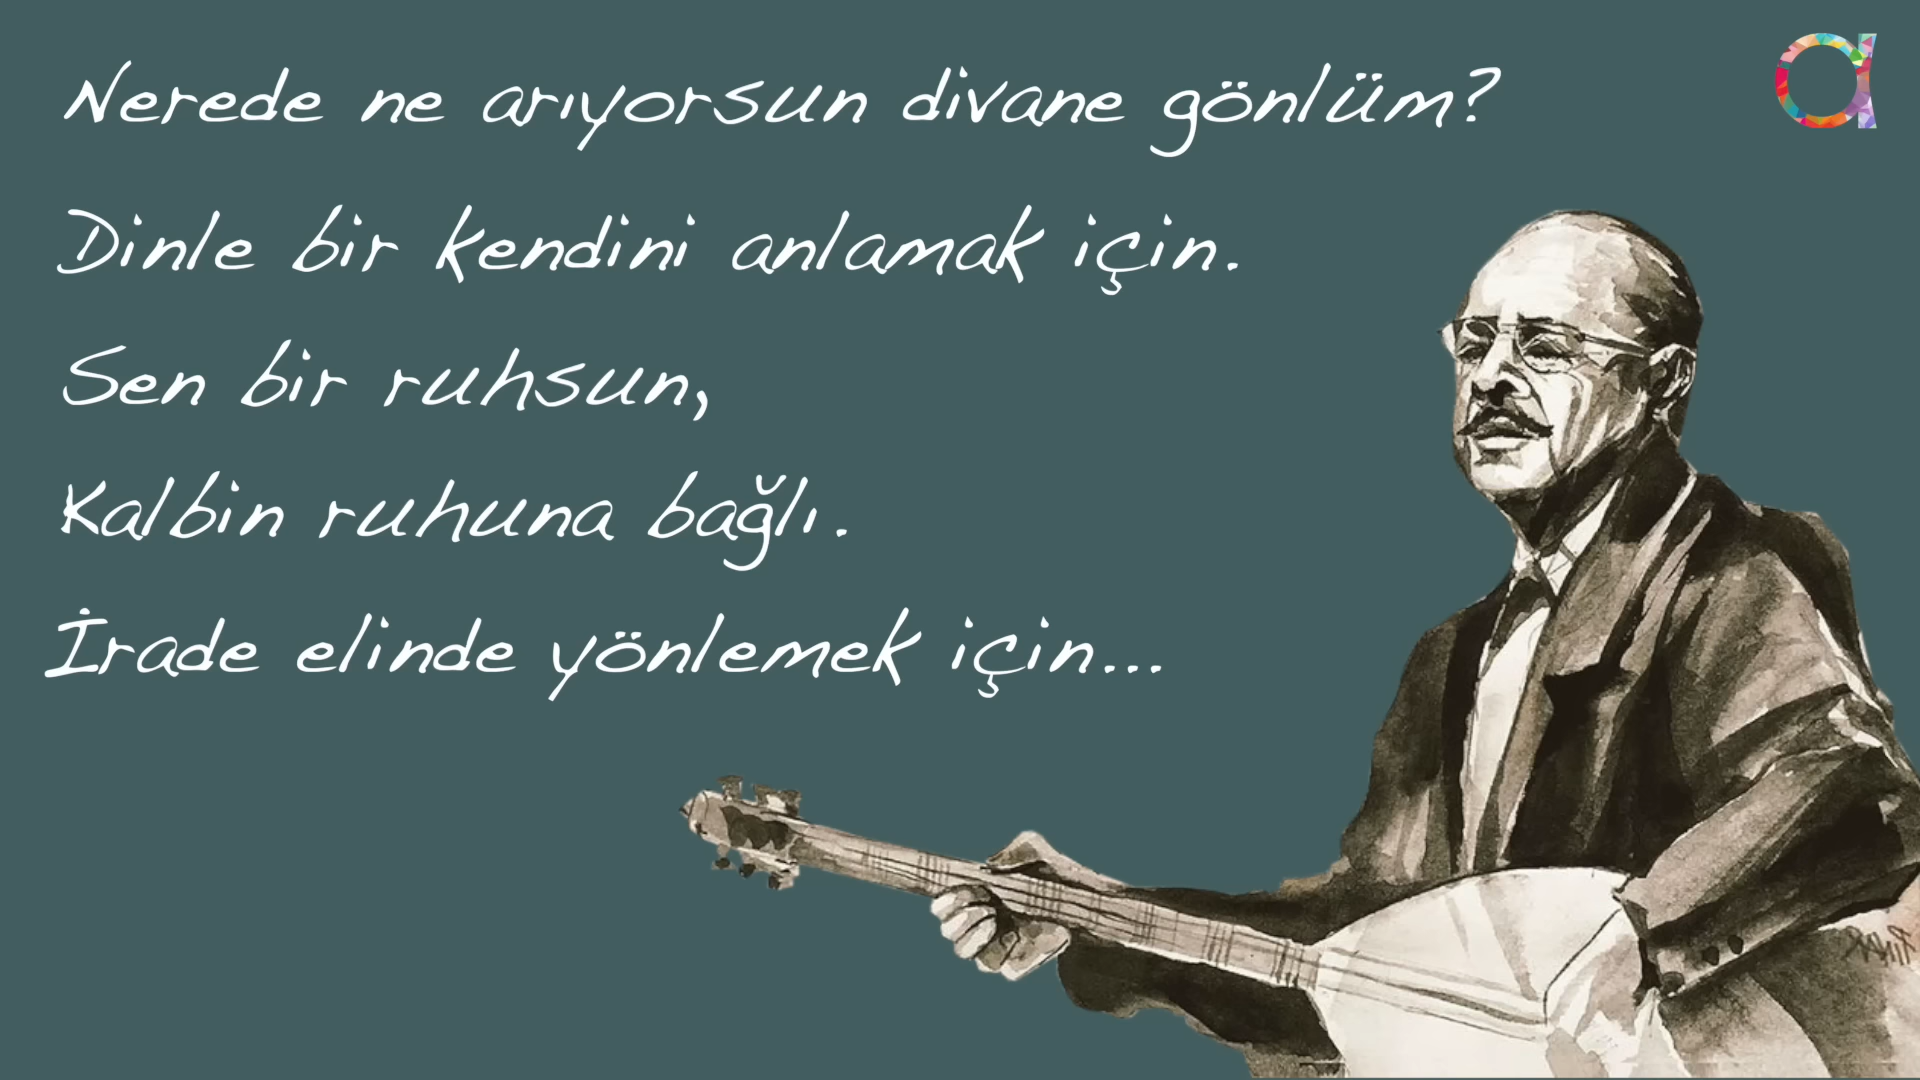 Nerede ne arıyorsun divane gönlüm?
Dinle bir kendini anlamak için.
Sen bir ruhsun,
Kalbin ruhuna bağlı.
İrade elinde yönlemek için...